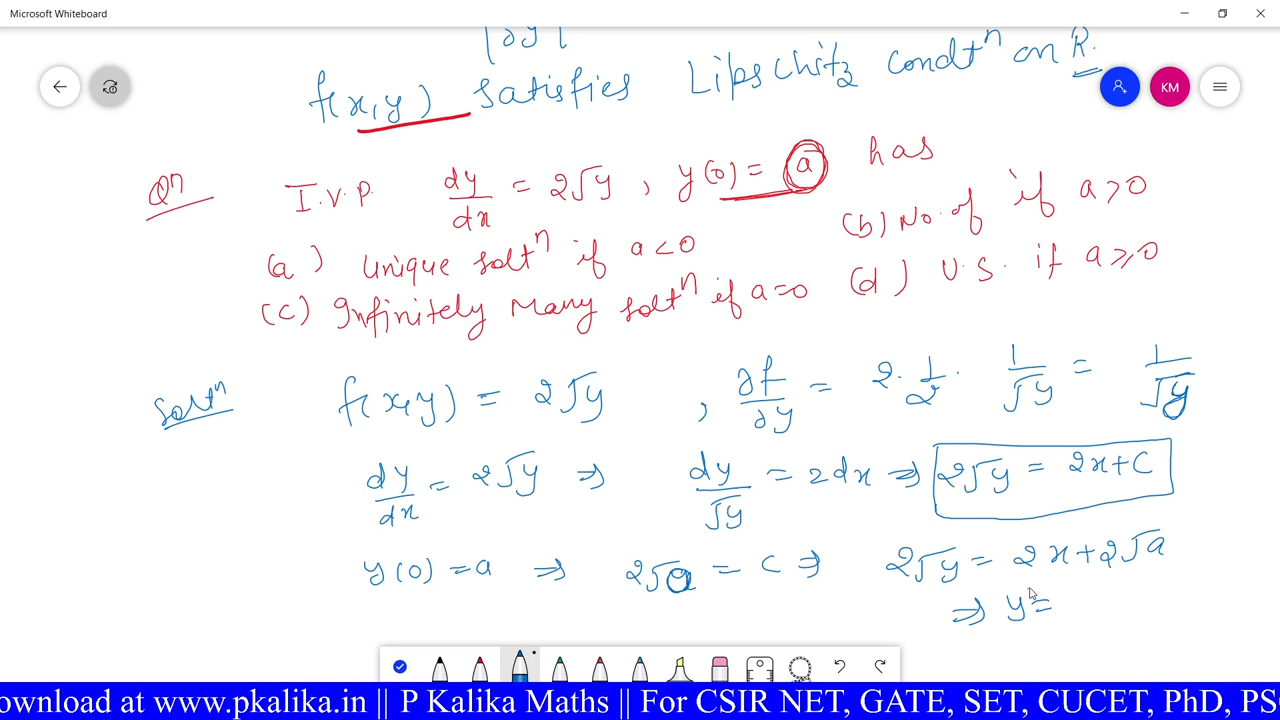 Microsoft Whiteboard
|∂y|
f(x,y) satisfies Lipschitz condtⁿ on R.
KM
Qⁿ I.V.P. dy/dx = 2√y, y(0) = a has
(a) Unique soltⁿ if a<0 (b) No. of if a>0
(c) Infinitely Many soltⁿ if a=0 (d) U.S. if a≥0
Soltⁿ f(x,y) = 2√y, ∂f/∂y = 2·1/2·1/√y = 1/√y
dy/dx = 2√y ⇒ dy/√y = 2dx ⇒ 2√y = 2x+C
y(0) = a ⇒ 2√a = C ⇒ 2√y = 2x+2√a
⇒ y=
ownload at www.pkalika.in || P Kalika Maths || For CSIR NET, GATE, SET, CUCET, PhD, PS